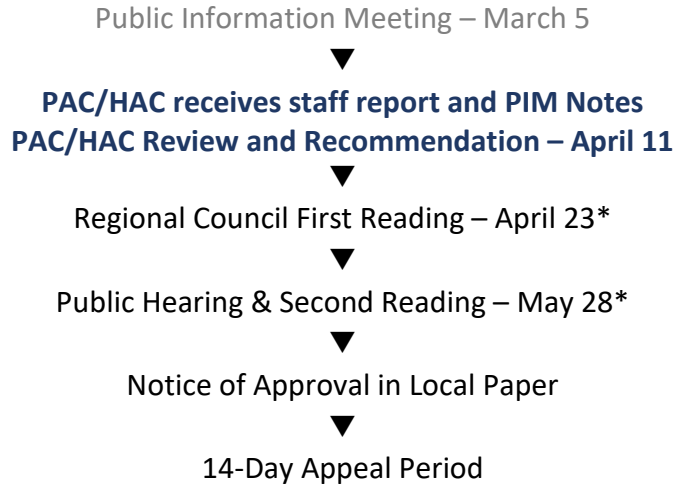 Public Information Meeting – March 5
PAC/HAC receives staff report and PIM Notes
PAC/HAC Review and Recommendation – April 11
Regional Council First Reading – April 23*
Public Hearing & Second Reading – May 28*
Notice of Approval in Local Paper
14-Day Appeal Period